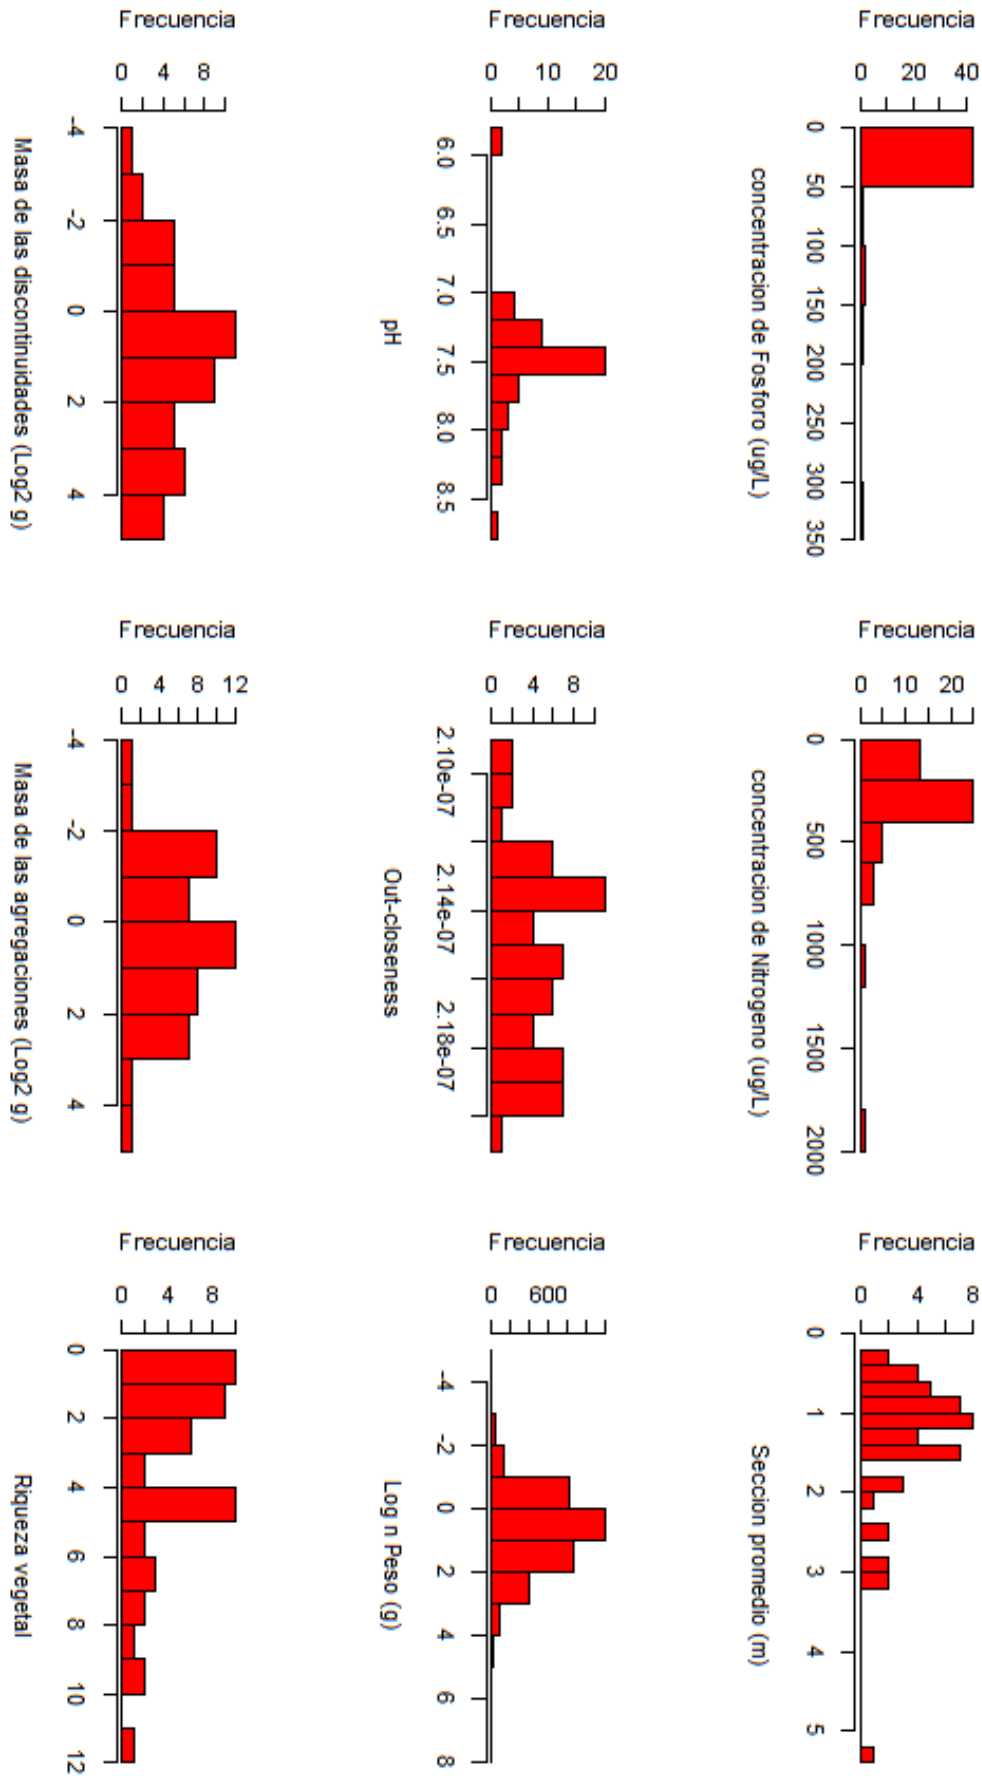 Frecuencia
0 20 40
0 50 100 150 200 250 300 350
concentracion de Fosforo (ug/L)
Frecuencia
0 10 20
0 500 1000 1500 2000
concentracion de Nitrogeno (ug/L)
Frecuencia
0 4 8
0 1 2 3 4 5
Seccion promedio (m)
Frecuencia
0 10 20
6.0 6.5 7.0 7.5 8.0 8.5
pH
Frecuencia
0 4 8
2.10e-07 2.14e-07 2.18e-07
Out-closeness
Frecuencia
0 600
-4 -2 0 2 4 6 8
Log n Peso (g)
Frecuencia
0 4 8
-4 -2 0 2 4
Masa de las discontinuidades (Log2 g)
Frecuencia
0 4 8 12
-4 -2 0 2 4
Masa de las agregaciones (Log2 g)
Frecuencia
0 4 8
0 2 4 6 8 10 12
Riqueza vegetal